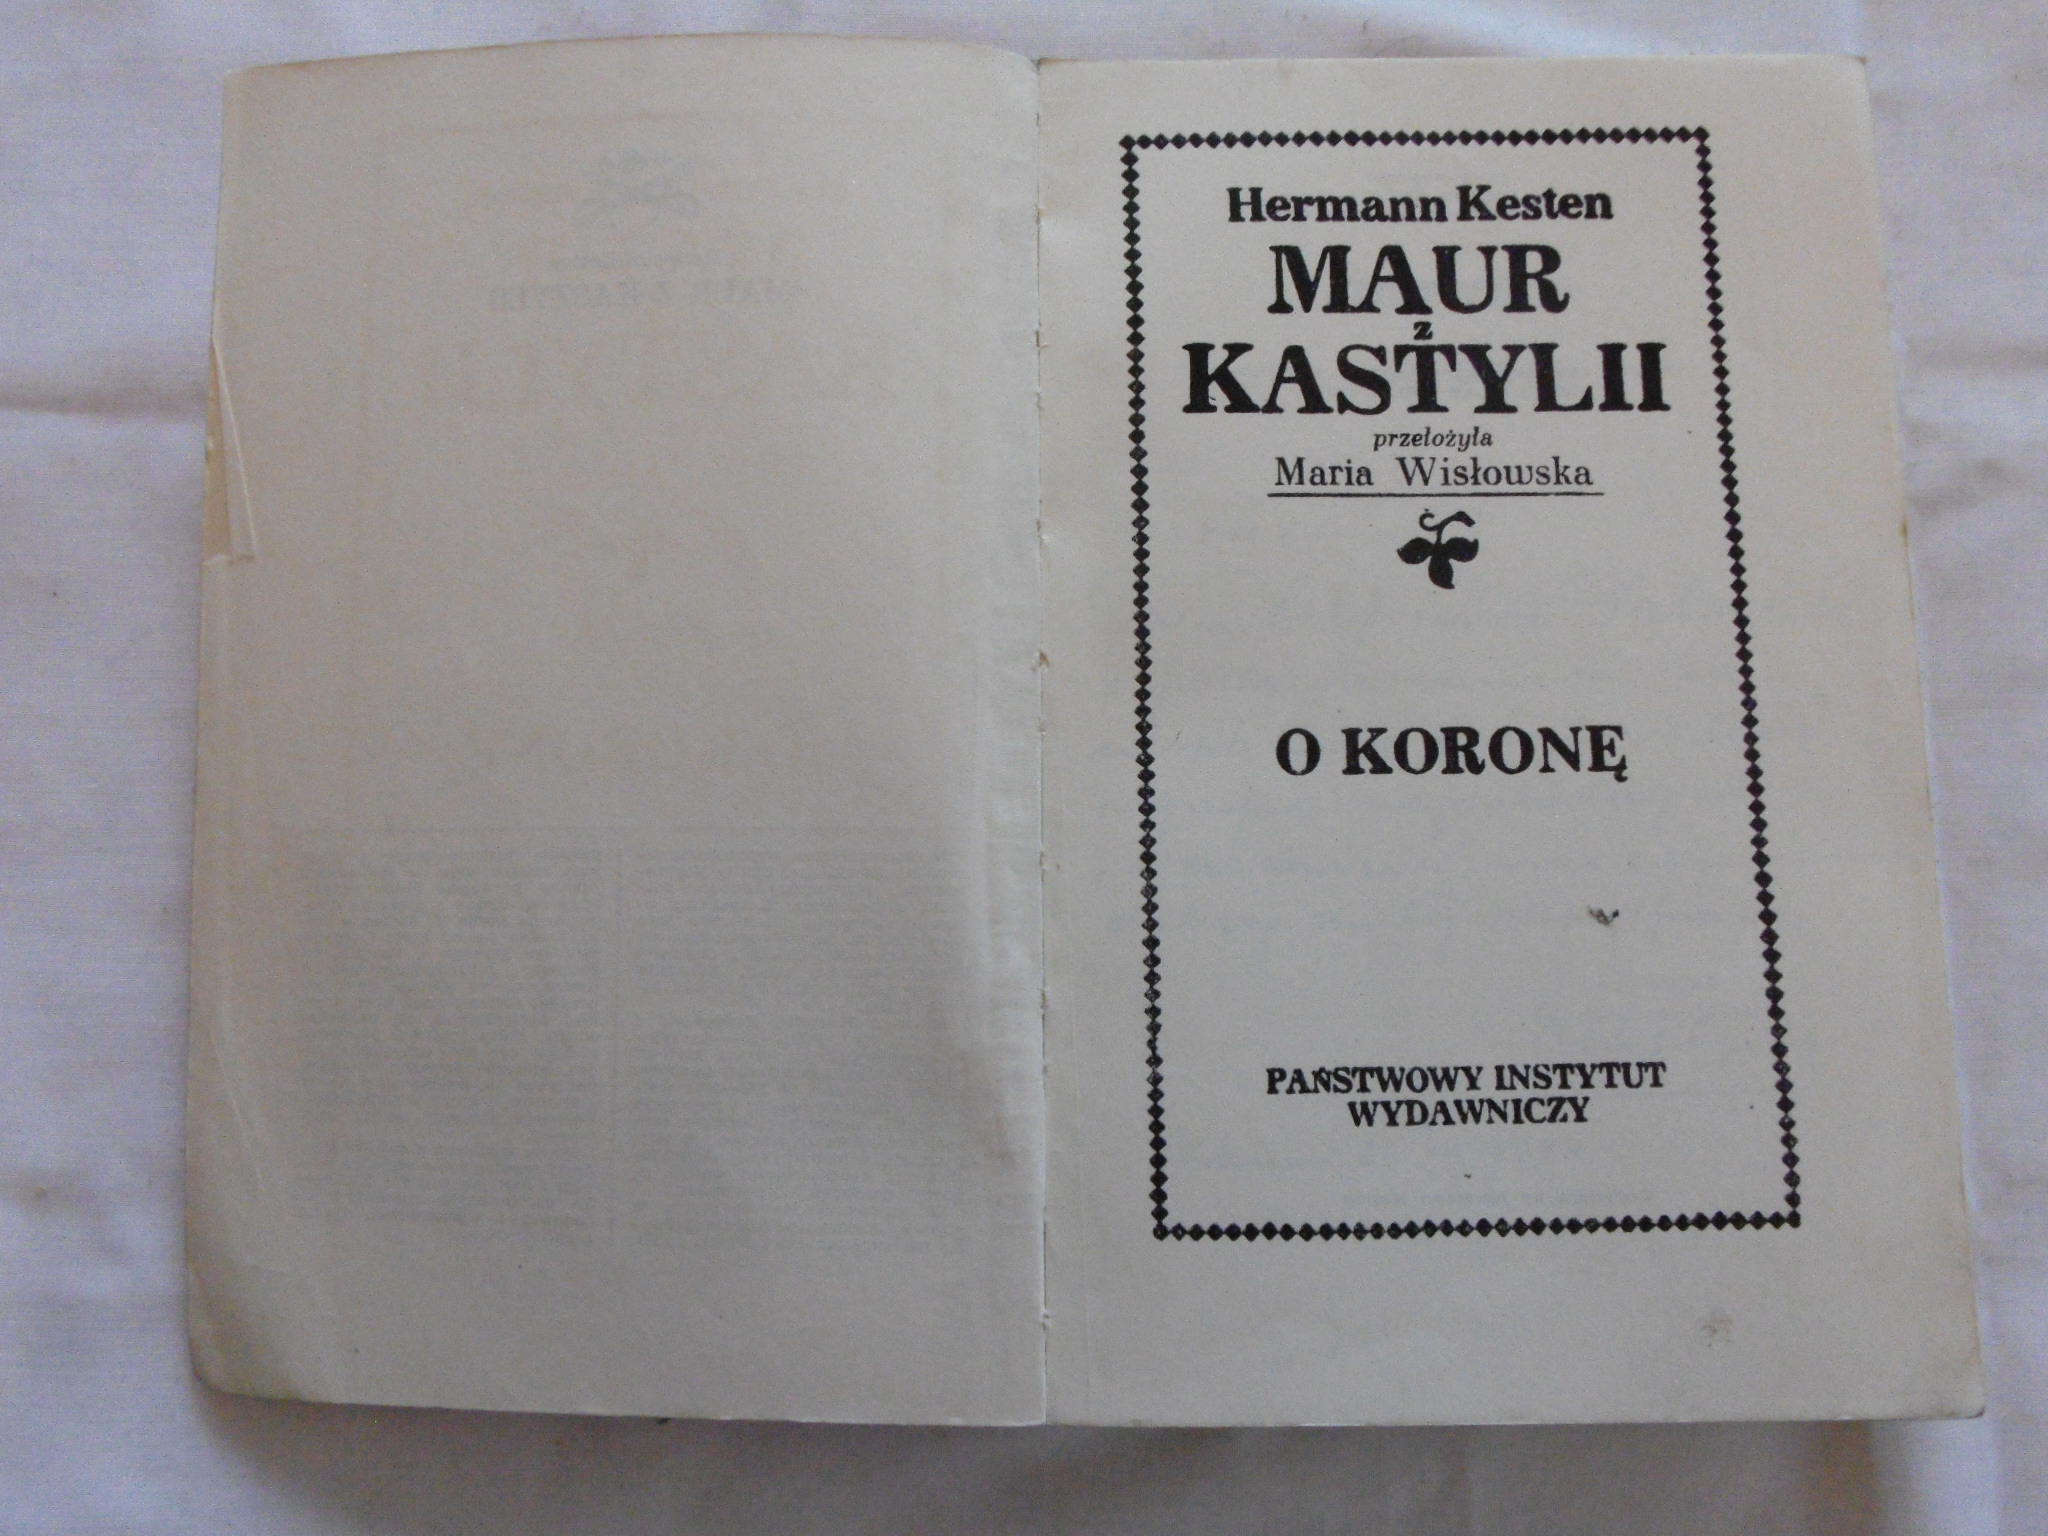 Hermann Kesten
MAUR
z
KASTYLII
przełożyła
Maria Wisłowska
O KORONĘ
PAŃSTWOWY INSTYTUT
WYDAWNICZY